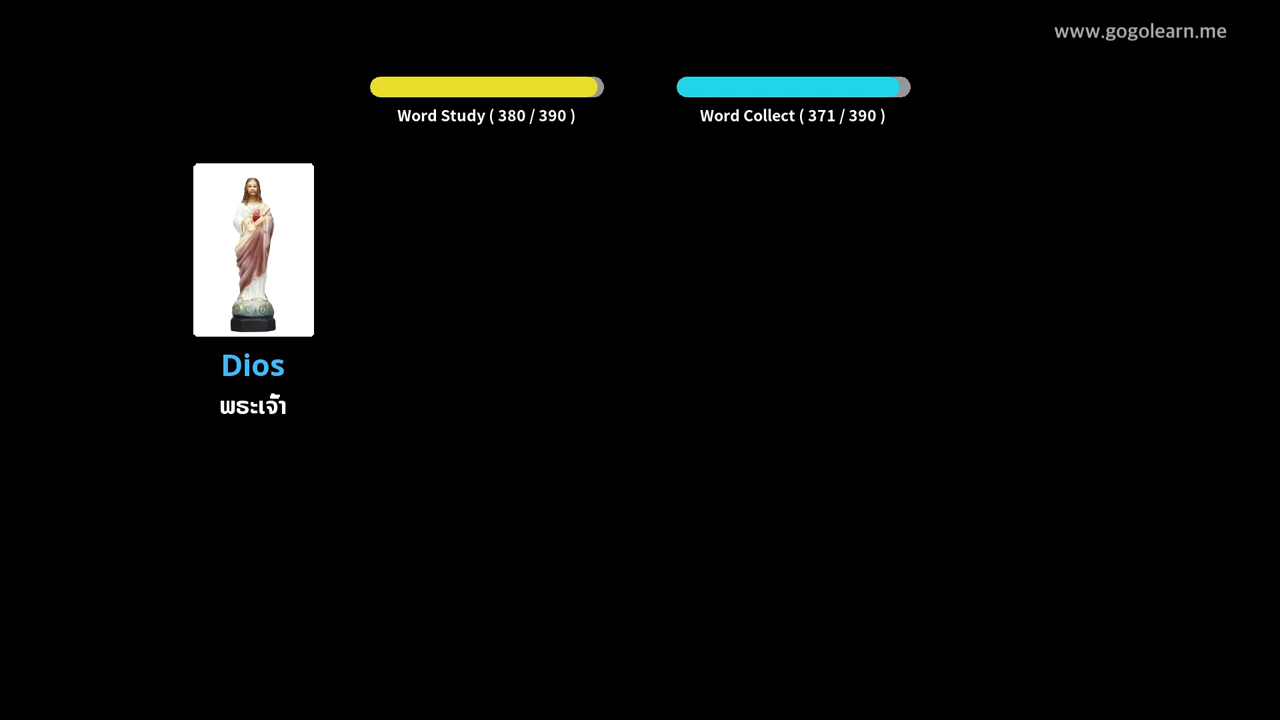 www.gogolearn.me
Word Study ( 380 / 390 )
Word Collect ( 371 / 390 )
Dios
พระเจ้า